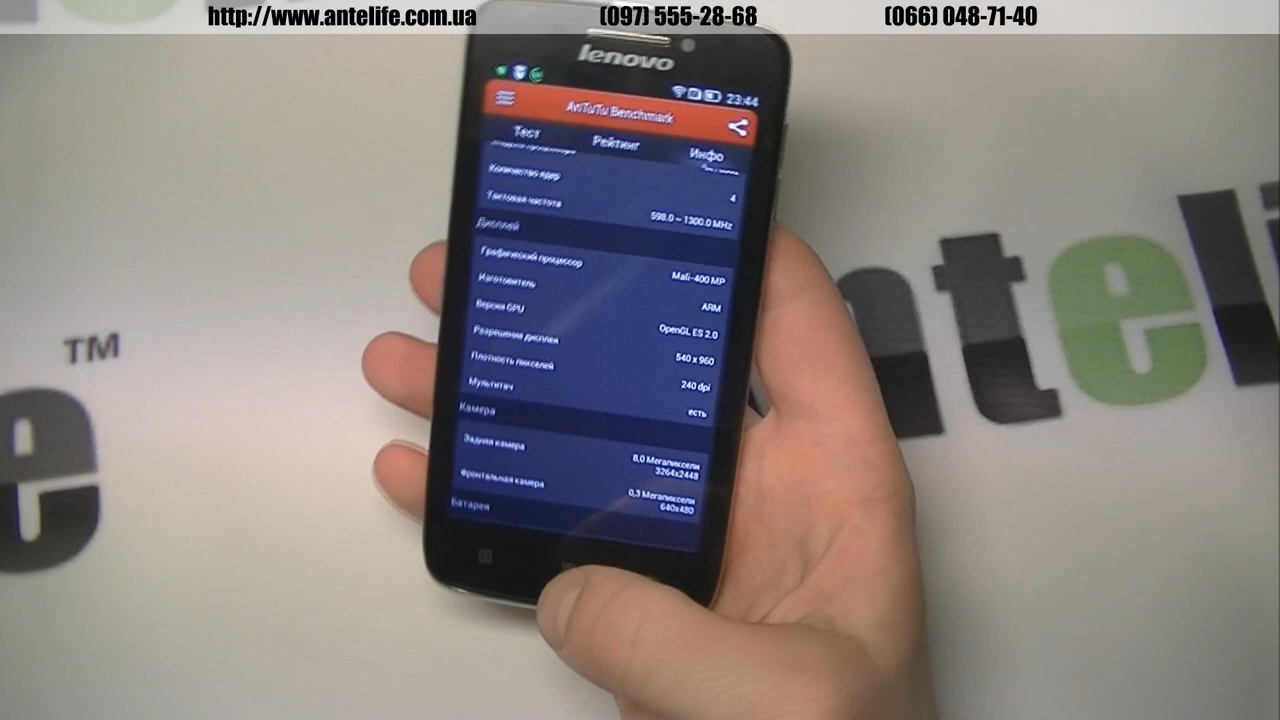 http://www.antelife.com.ua (097) 555-28-68 (066) 048-71-40
lenovo
23:44
AnTuTu Benchmark
Тест Рейтинг Инфо
Количество ядер 4
Тактовая частота 598.0 ~ 1300.0 MHz
Дисплей
Графический процессор Mali-400 MP
Изготовитель ARM
Версия GPU OpenGL ES 2.0
Разрешение дисплея 540 x 960
Плотность пикселей 240 dpi
Мультитач есть
Камера
Задняя камера 8,0 Мегапиксели
3264x2448
Фронтальная камера 0,3 Мегапиксели
640x480
Батарея
e TM
nteli